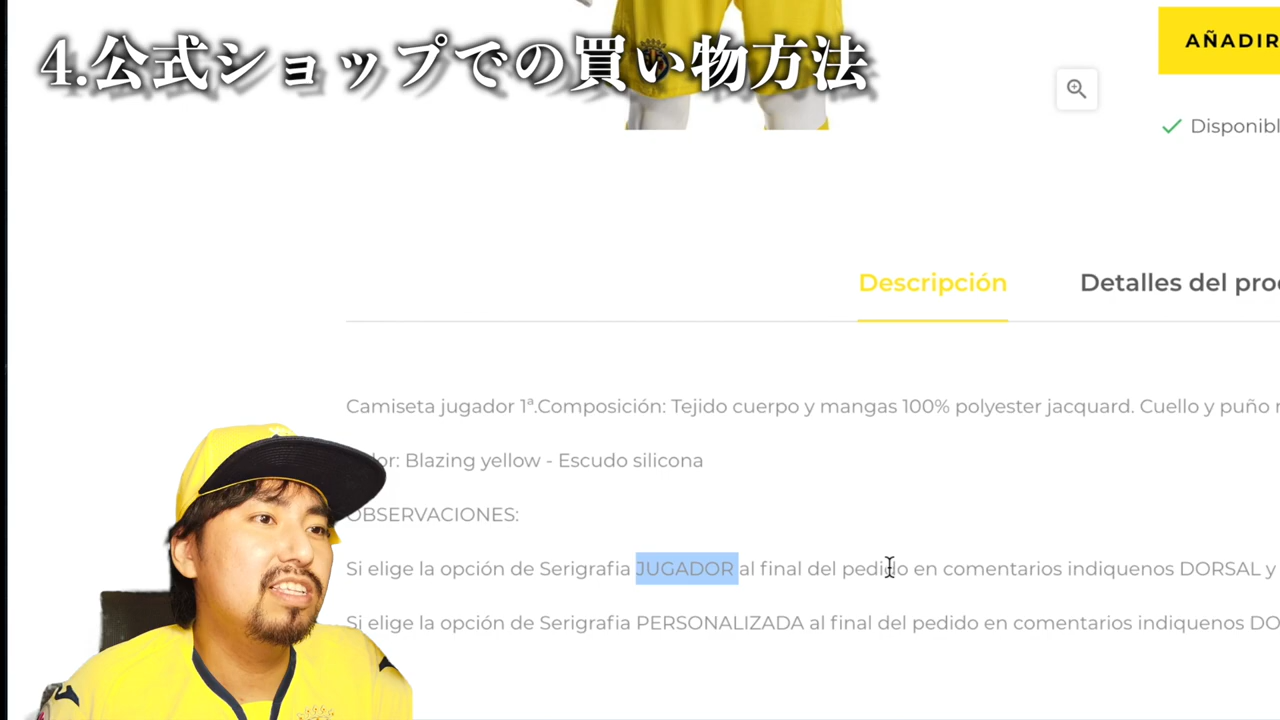 4.公式ショップでの買い物方法
AÑADIR
Disponibl
Descripción
Detalles del pro
Camiseta jugador 1ª.Composición: Tejido cuerpo y mangas 100% polyester jacquard. Cuello y puño
or: Blazing yellow - Escudo silicona
OBSERVACIONES:
Si elige la opción de Serigrafia JUGADOR al final del pedido en comentarios indiquenos DORSAL y
Si elige la opción de Serigrafia PERSONALIZADA al final del pedido en comentarios indiquenos DO